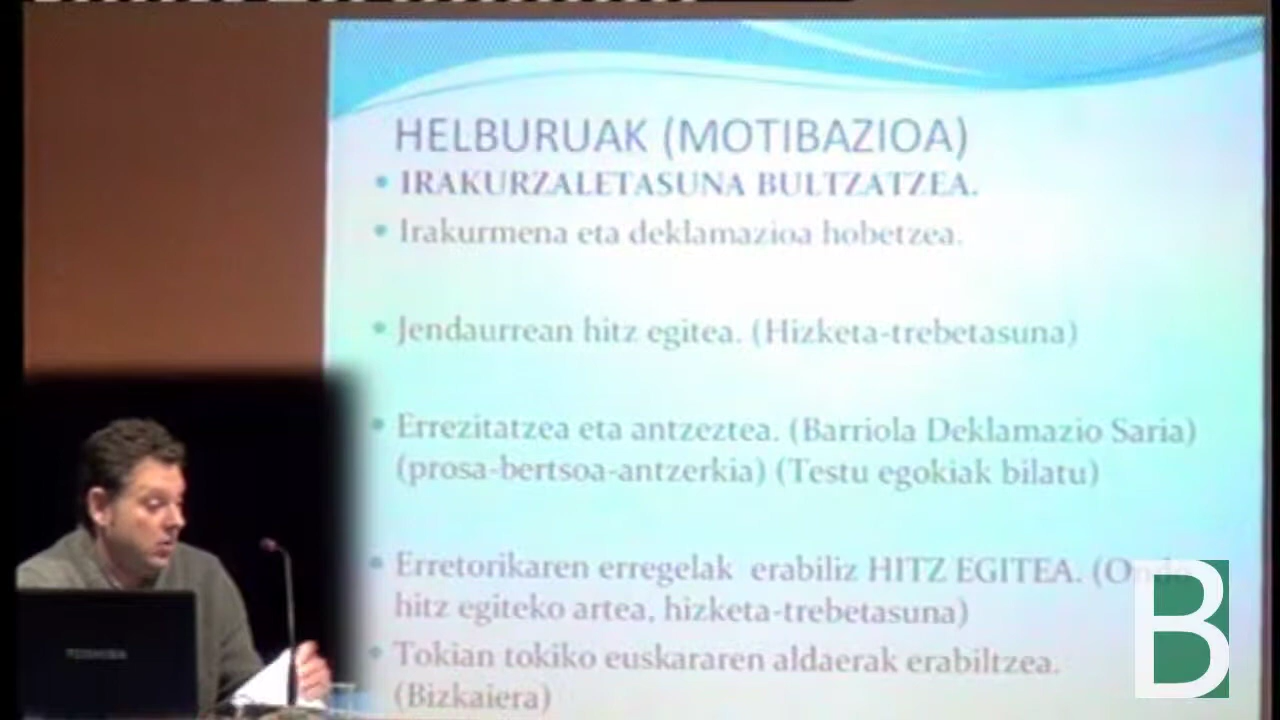 HELBURUAK (MOTIBAZIOA)
• IRAKURZALETASUNA BULTZATZEA.
• Irakurmena eta deklamazioa hobetzea.
• Jendaurrean hitz egitea. (Hizketa-trebetasuna)
• Errezitatzea eta antzeztea. (Barriola Deklamazio Saria)
(prosa-bertsoa-antzerkia) (Testu egokiak bilatu)
• Erretorikaren erregelak erabiliz HITZ EGITEA. (Ondo
hitz egiteko artea, hizketa-trebetasuna)
• Tokian tokiko euskararen aldaerak erabiltzea.
(Bizkaiera)
TOSHIBA
B